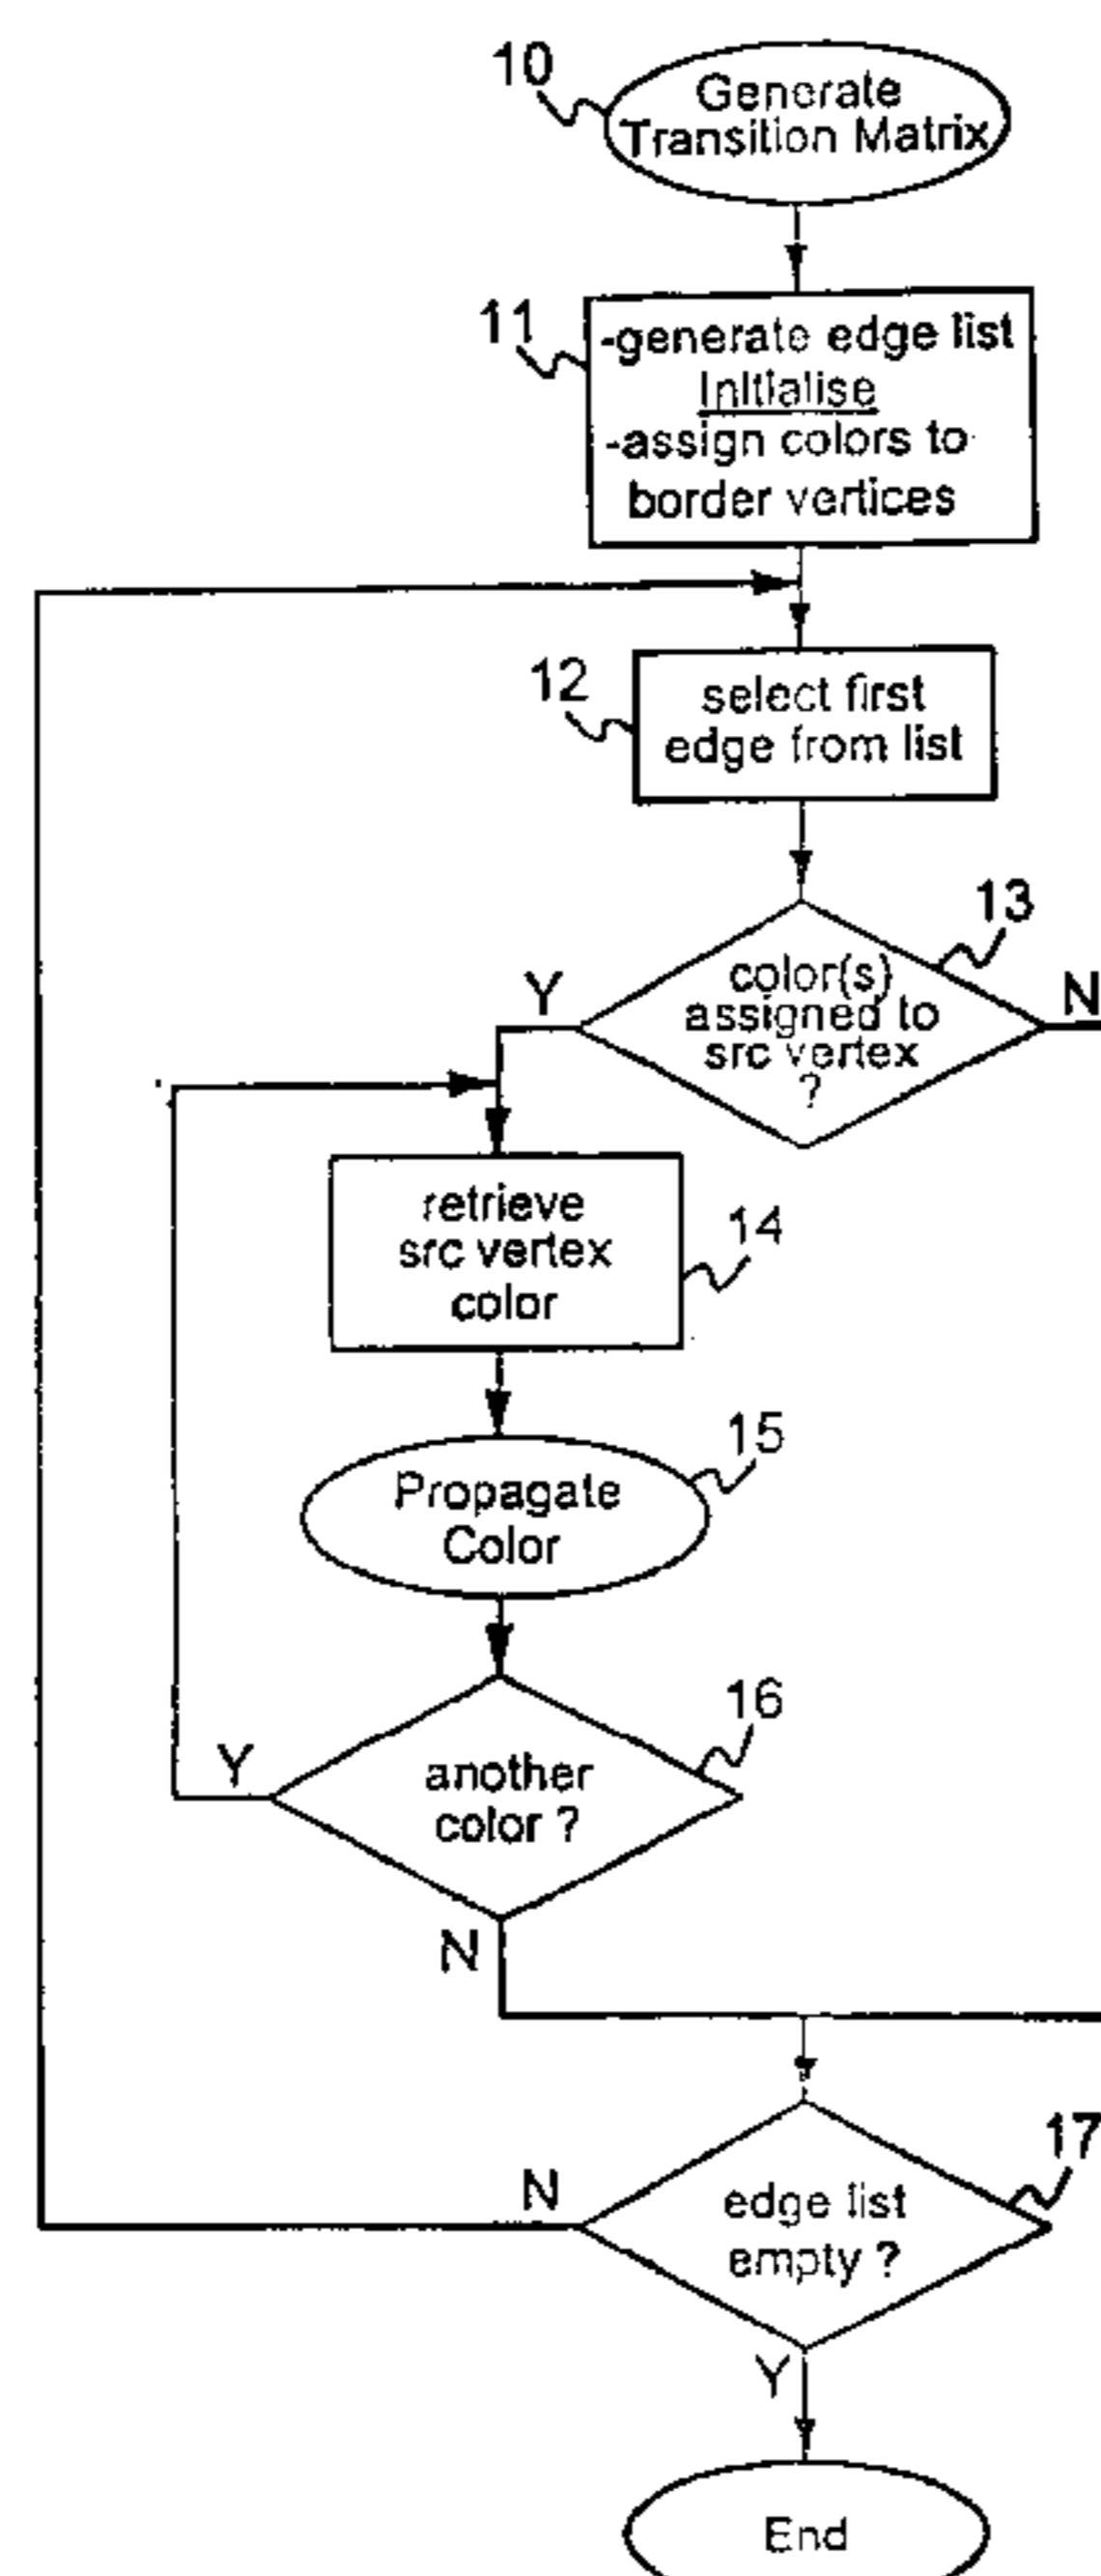 10
Generate
Transition Matrix
11
-generate edge list
Initialise
-assign colors to
border vertices
12
select first
edge from list
13
color(s)
assigned to
src vertex
?
Y
N
retrieve
src vertex
color
14
15
Propagate
Color
16
another
color ?
Y
N
17
edge list
empty ?
N
Y
End